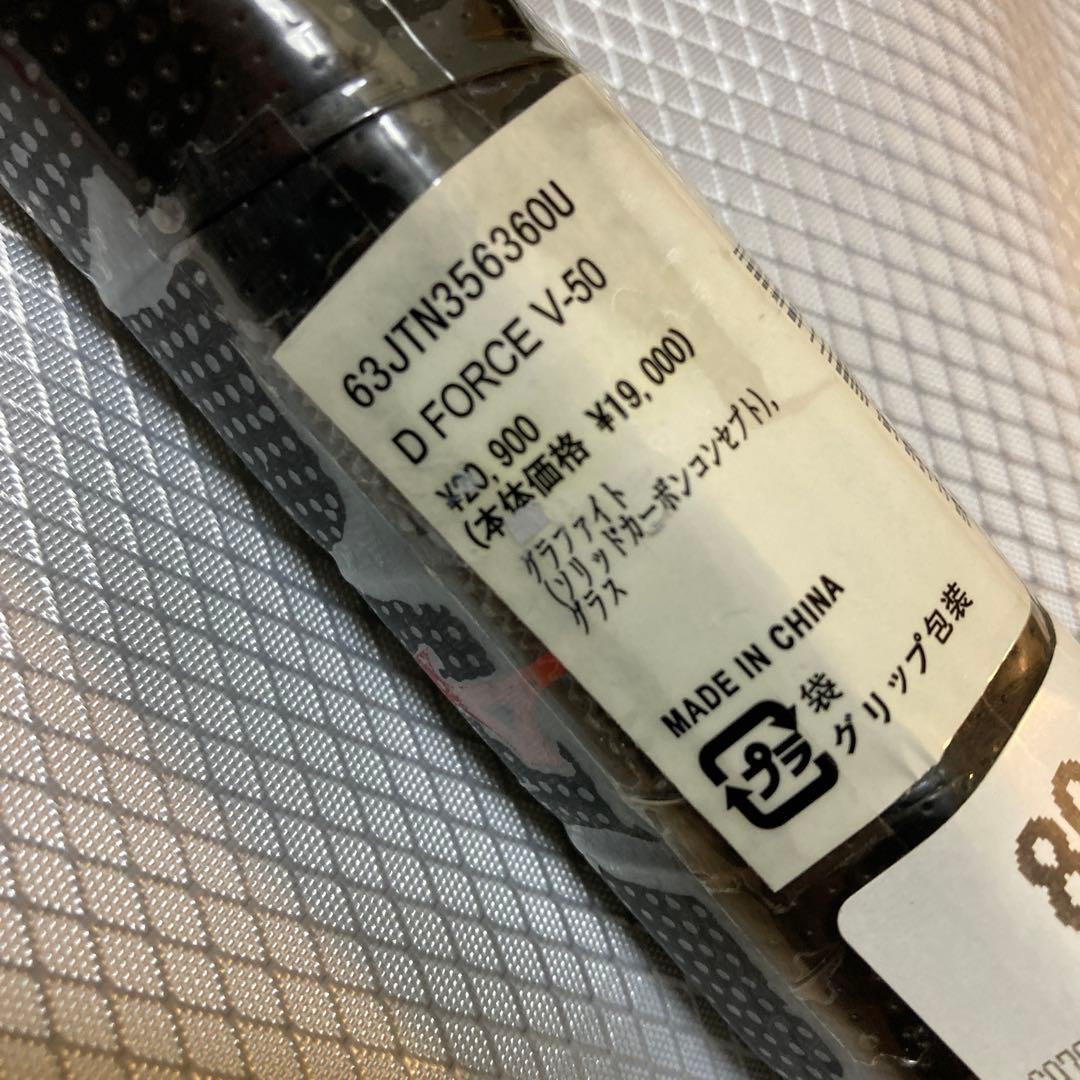 63JTN356360U
D FORCE V-50
¥20,900
(本体価格 ¥19,000)
グラファイト
(ソリッドカーボンコンセプト),
グラス
MADE IN CHINA
プラ
袋
グリップ包装